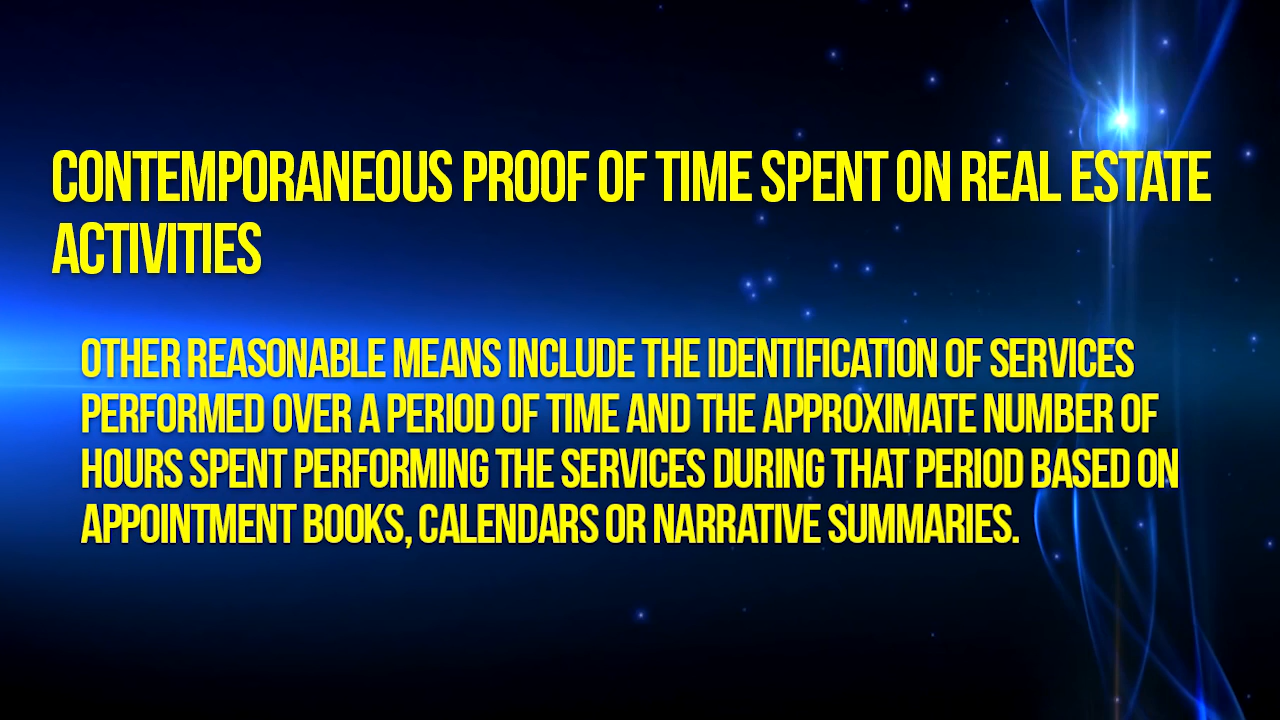 CONTEMPORANEOUS PROOF OF TIME SPENT ON REAL ESTATE
ACTIVITIES
OTHER REASONABLE MEANS INCLUDE THE IDENTIFICATION OF SERVICES
PERFORMED OVER A PERIOD OF TIME AND THE APPROXIMATE NUMBER OF
HOURS SPENT PERFORMING THE SERVICES DURING THAT PERIOD BASED ON
APPOINTMENT BOOKS, CALENDARS OR NARRATIVE SUMMARIES.